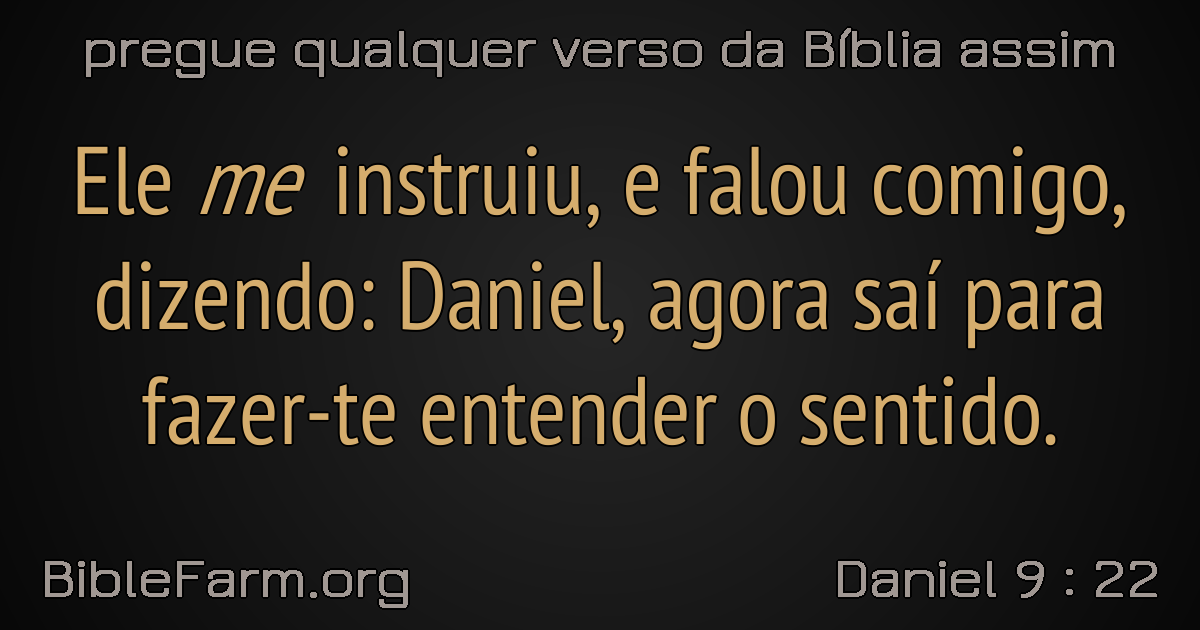 pregue qualquer verso da Bíblia assim
Ele me instruiu, e falou comigo,
dizendo: Daniel, agora saí para
fazer-te entender o sentido.
BibleFarm.org
Daniel 9 : 22